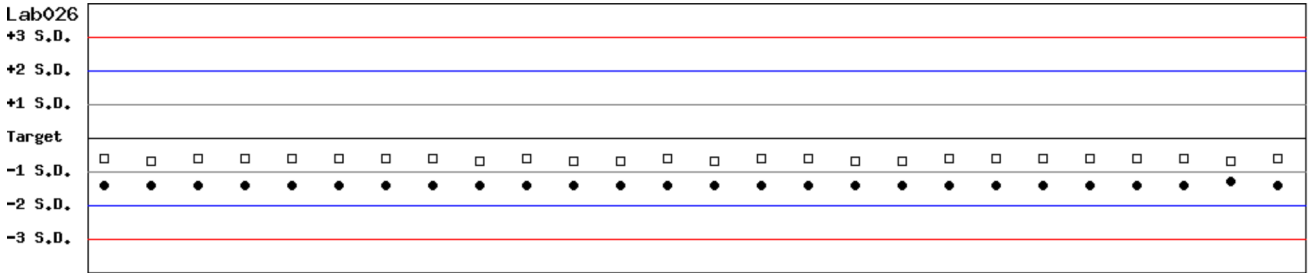 Lab026
+3 S.D.
+2 S.D.
+1 S.D.
Target
-1 S.D.
-2 S.D.
-3 S.D.